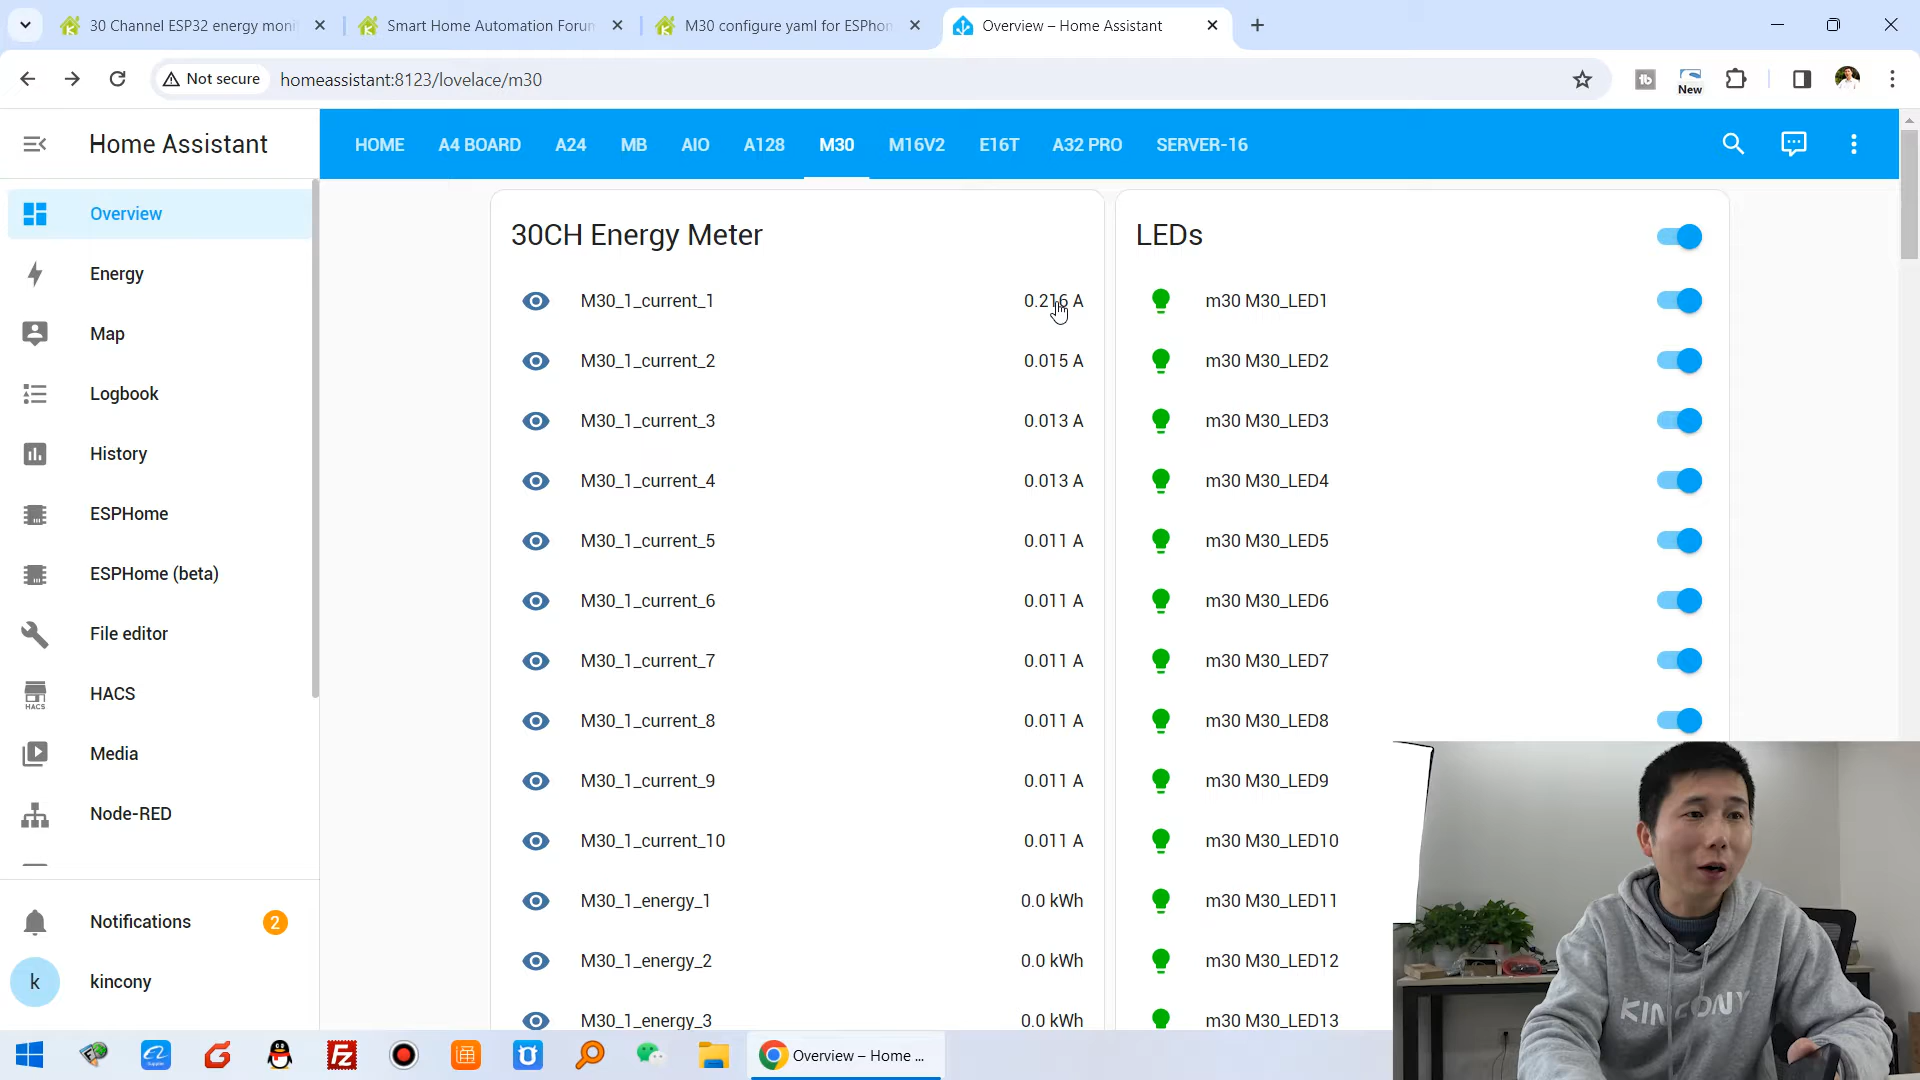 30 Channel ESP32 energy moni
Smart Home Automation Forun
M30 configure yaml for ESPhon
Overview – Home Assistant
Not secure
homeassistant:8123/lovelace/m30
New
Home Assistant
HOME
A4 BOARD
A24
MB
AIO
A128
M30
M16V2
E16T
A32 PRO
SERVER-16
Overview
Energy
Map
Logbook
History
ESPHome
ESPHome (beta)
File editor
HACS
HACS
Media
Node-RED
Notifications
2
k
kincony
30CH Energy Meter
M30_1_current_1 0.216 A
M30_1_current_2 0.015 A
M30_1_current_3 0.013 A
M30_1_current_4 0.013 A
M30_1_current_5 0.011 A
M30_1_current_6 0.011 A
M30_1_current_7 0.011 A
M30_1_current_8 0.011 A
M30_1_current_9 0.011 A
M30_1_current_10 0.011 A
M30_1_energy_1 0.0 kWh
M30_1_energy_2 0.0 kWh
M30_1_energy_3 0.0 kWh
LEDs
m30 M30_LED1
m30 M30_LED2
m30 M30_LED3
m30 M30_LED4
m30 M30_LED5
m30 M30_LED6
m30 M30_LED7
m30 M30_LED8
m30 M30_LED9
m30 M30_LED10
m30 M30_LED11
m30 M30_LED12
m30 M30_LED13
KINCONY
Overview – Home ...